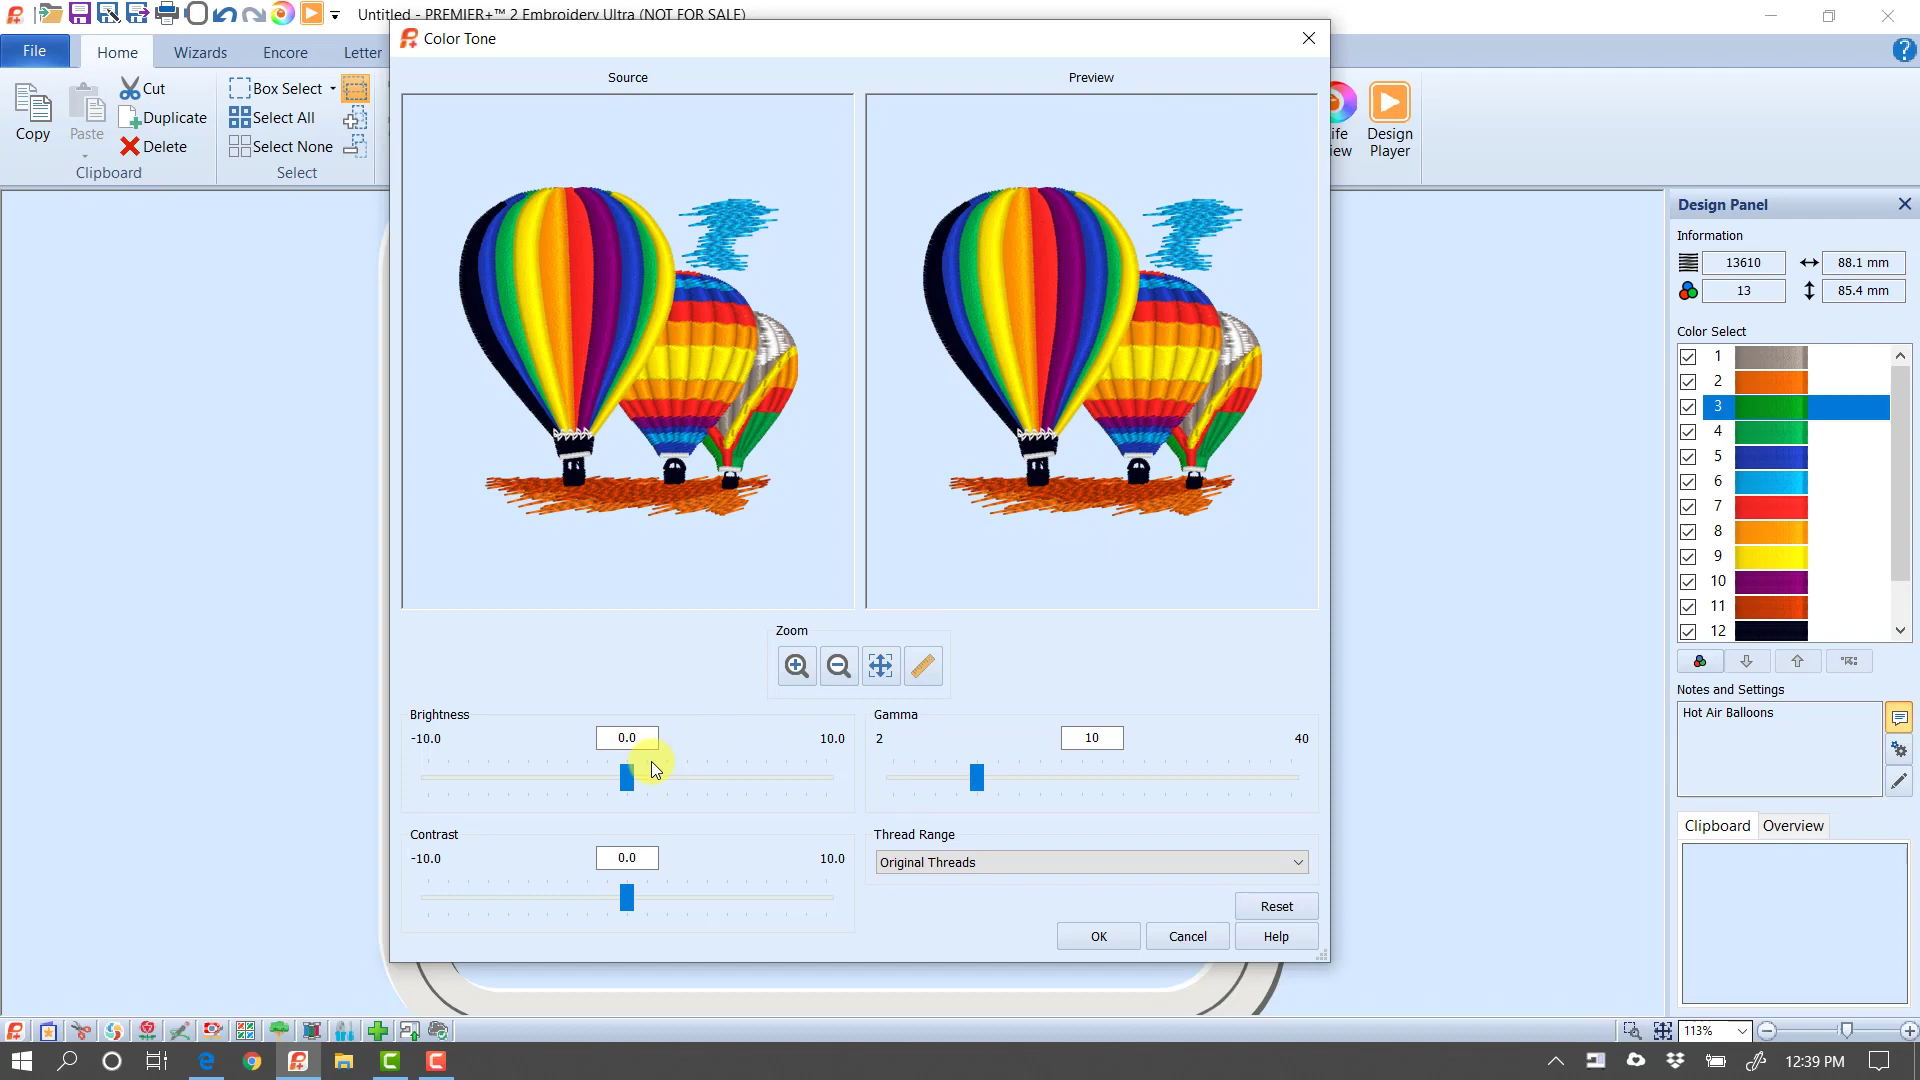 Untitled - PREMIER+™ 2 Embroidery Ultra (NOT FOR SALE)
File
Home
Wizards
Encore
Letter
Copy
Paste
Cut
Duplicate
Delete
Clipboard
Box Select
Select All
Select None
Select
Color Tone
Source
Preview
Design
Player
ife
iew
Zoom
Brightness
-10.0
0.0
10.0
Gamma
2
10
40
Contrast
-10.0
0.0
10.0
Thread Range
Original Threads
Reset
OK
Cancel
Help
Design Panel
Information
13610
88.1 mm
13
85.4 mm
Color Select
1
2
3
4
5
6
7
8
9
10
11
12
Notes and Settings
Hot Air Balloons
Clipboard
Overview
113%
12:39 PM